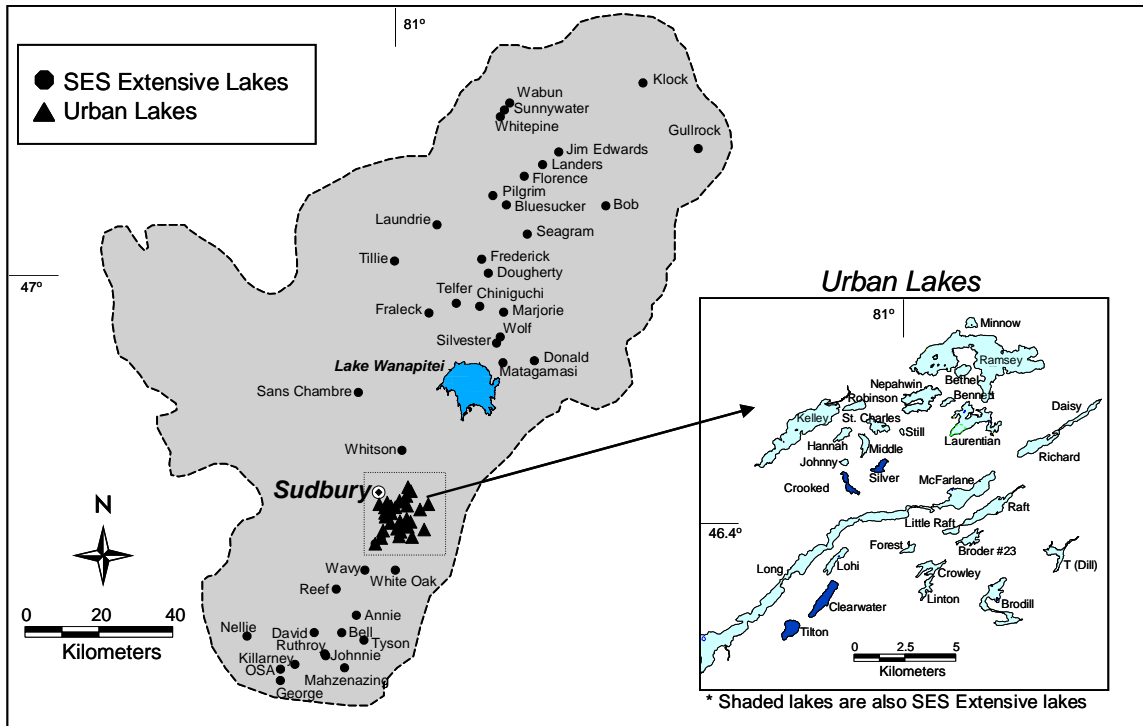 81º
SES Extensive Lakes
Urban Lakes
Klock
Wabun
Sunnywater
Whitepine
Gullrock
Jim Edwards
Landers
Florence
Pilgrim
Bluesucker
Bob
Laundrie
Seagram
Tillie
Frederick
Dougherty
47º
Telfer
Chiniguchi
Fraleck
Marjorie
Wolf
Silvester
Lake Wanapitei
Donald
Matagamasi
Sans Chambre
Whitson
Sudbury
N
Wavy
White Oak
Reef
Annie
Nellie
David
Bell
Ruthroy
Tyson
Johnnie
Killarney
OSA
Mahzenazing
George
0 20 40
Kilometers
Urban Lakes
81º
Minnow
Ramsey
Bethel
Nepahwin
Bennett
Robinson
Daisy
Kelley
St. Charles
Still
Laurentian
Hannah
Middle
Richard
Johnny
Silver
Crooked
McFarlane
Raft
46.4º
Little Raft
Forest
Broder #23
Long
Lohi
T (Dill)
Crowley
Linton
Clearwater
Brodill
Tilton
0 2.5 5
Kilometers
* Shaded lakes are also SES Extensive lakes